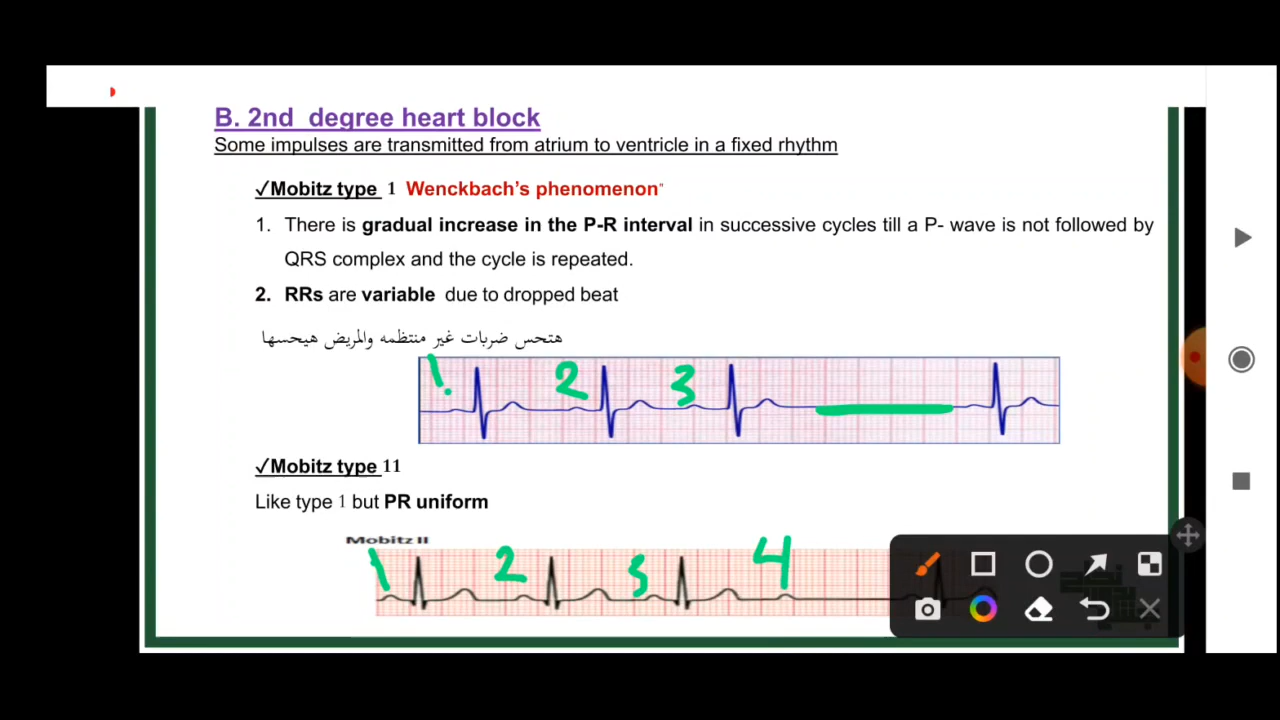 B. 2nd degree heart block
Some impulses are transmitted from atrium to ventricle in a fixed rhythm
✓Mobitz type 1 Wenckbach's phenomenon"
1. There is gradual increase in the P-R interval in successive cycles till a P- wave is not followed by
QRS complex and the cycle is repeated.
2. RRs are variable due to dropped beat
هتحس ضربات غير منتظمه والمريض هيحسها
1. 2 3
✓Mobitz type 11
Like type 1 but PR uniform
Mobitz II
1 2 3 4